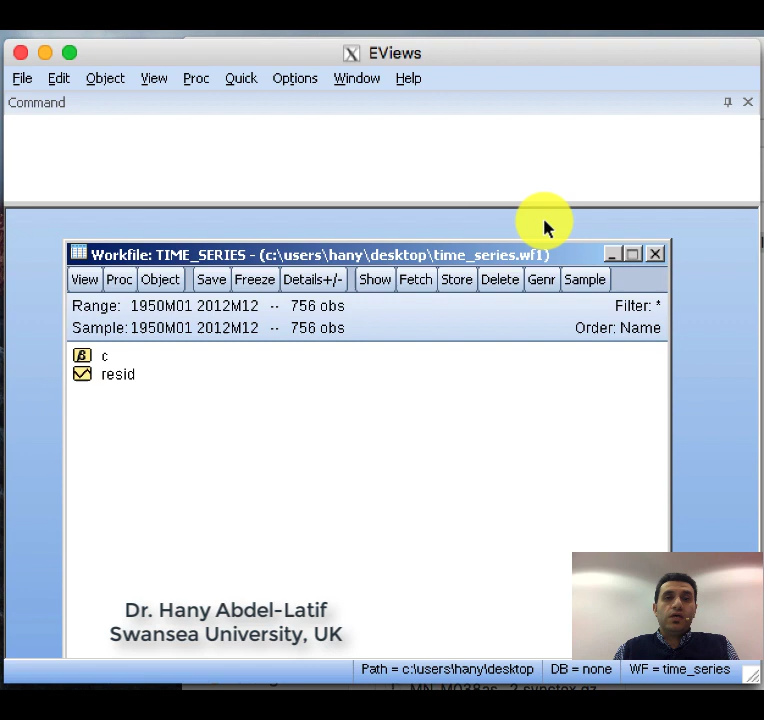 EViews
File Edit Object View Proc Quick Options Window Help
Command
Workfile: TIME_SERIES - (c:\users\hany\desktop\time_series.wf1)
View Proc Object Save Freeze Details+/- Show Fetch Store Delete Genr Sample
Range: 1950M01 2012M12 -- 756 obs Filter: *
Sample: 1950M01 2012M12 -- 756 obs Order: Name
β c
resid
Dr. Hany Abdel-Latif
Swansea University, UK
Path = c:\users\hany\desktop DB = none WF = time_series